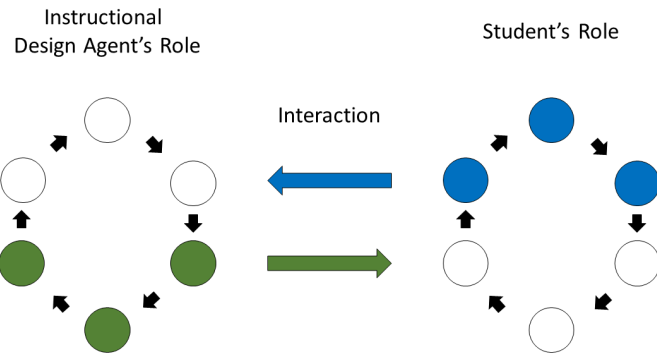 Instructional
Design Agent's Role
Student's Role
Interaction